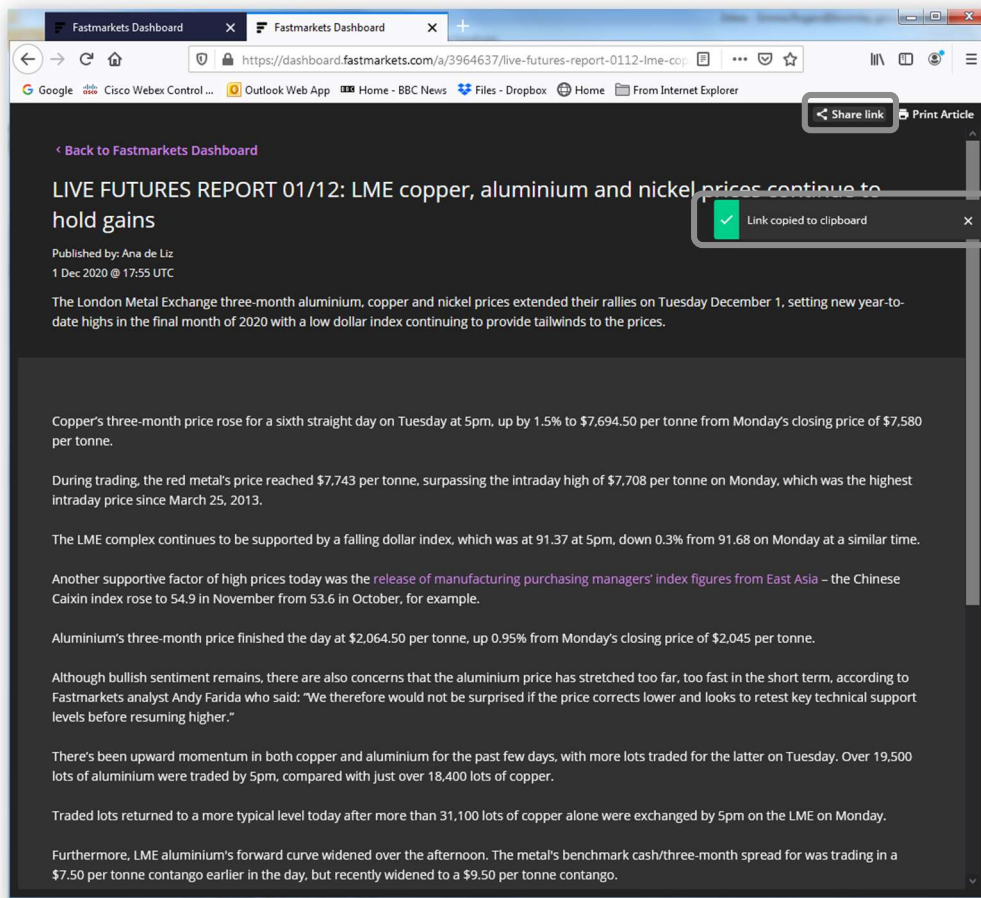 Fastmarkets Dashboard
Fastmarkets Dashboard
https://dashboard.fastmarkets.com/a/3964637/live-futures-report-0112-lme-cop
Google
Cisco Webex Control ...
Outlook Web App
Home - BBC News
Files - Dropbox
Home
From Internet Explorer
Share link
Print Article
‹ Back to Fastmarkets Dashboard
LIVE FUTURES REPORT 01/12: LME copper, aluminium and nickel prices continue to
hold gains
Link copied to clipboard
Published by: Ana de Liz
1 Dec 2020 @ 17:55 UTC
The London Metal Exchange three-month aluminium, copper and nickel prices extended their rallies on Tuesday December 1, setting new year-to-
date highs in the final month of 2020 with a low dollar index continuing to provide tailwinds to the prices.
Copper's three-month price rose for a sixth straight day on Tuesday at 5pm, up by 1.5% to $7,694.50 per tonne from Monday's closing price of $7,580
per tonne.
During trading, the red metal's price reached $7,743 per tonne, surpassing the intraday high of $7,708 per tonne on Monday, which was the highest
intraday price since March 25, 2013.
The LME complex continues to be supported by a falling dollar index, which was at 91.37 at 5pm, down 0.3% from 91.68 on Monday at a similar time.
Another supportive factor of high prices today was the release of manufacturing purchasing managers' index figures from East Asia – the Chinese
Caixin index rose to 54.9 in November from 53.6 in October, for example.
Aluminium's three-month price finished the day at $2,064.50 per tonne, up 0.95% from Monday's closing price of $2,045 per tonne.
Although bullish sentiment remains, there are also concerns that the aluminium price has stretched too far, too fast in the short term, according to
Fastmarkets analyst Andy Farida who said: "We therefore would not be surprised if the price corrects lower and looks to retest key technical support
levels before resuming higher."
There's been upward momentum in both copper and aluminium for the past few days, with more lots traded for the latter on Tuesday. Over 19,500
lots of aluminium were traded by 5pm, compared with just over 18,400 lots of copper.
Traded lots returned to a more typical level today after more than 31,100 lots of copper alone were exchanged by 5pm on the LME on Monday.
Furthermore, LME aluminium's forward curve widened over the afternoon. The metal's benchmark cash/three-month spread for was trading in a
$7.50 per tonne contango earlier in the day, but recently widened to a $9.50 per tonne contango.